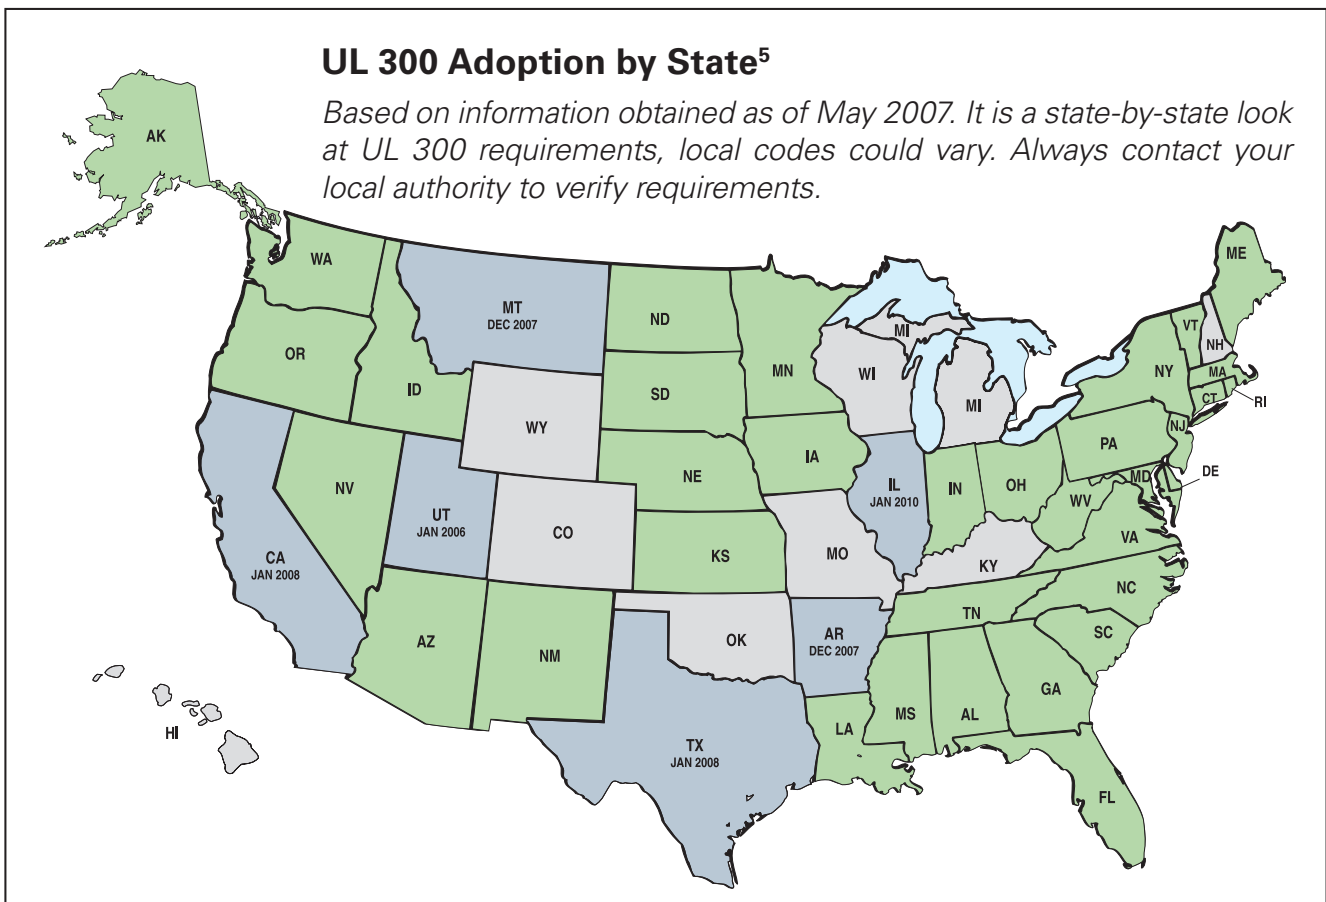 UL 300 Adoption by State⁵
Based on information obtained as of May 2007. It is a state-by-state look
at UL 300 requirements, local codes could vary. Always contact your
local authority to verify requirements.
AK
WA
MT
DEC 2007
ND
MN
OR
ID
SD
WY
WI
MI
MI
ME
VT
NH
NY
MA
CT
RI
NJ
PA
DE
MD
NV
UT
JAN 2006
CO
NE
IA
IL
JAN 2010
IN
OH
WV
VA
CA
JAN 2008
KS
MO
KY
NC
TN
SC
AZ
NM
OK
AR
DEC 2007
MS
AL
GA
LA
HI
TX
JAN 2008
FL